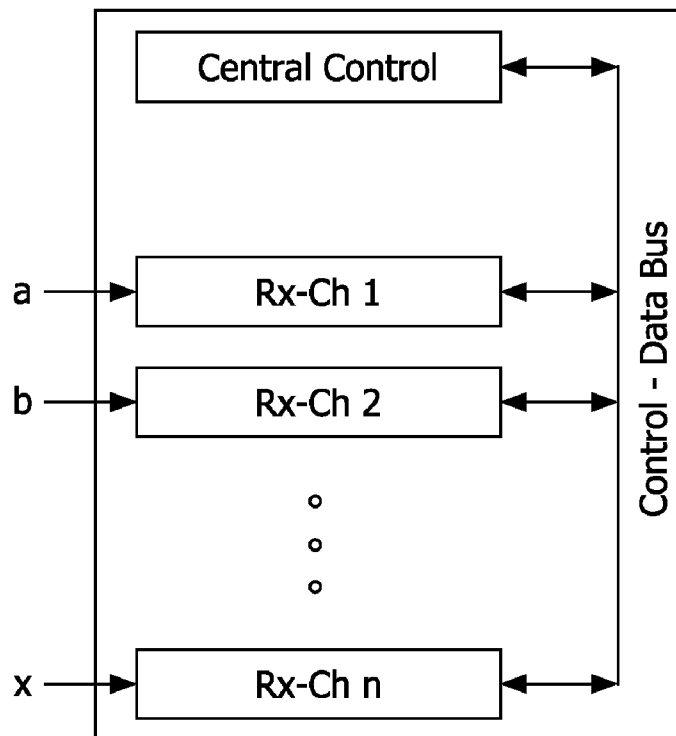 Central Control
a
Rx-Ch 1
b
Rx-Ch 2
x
Rx-Ch n
Control - Data Bus